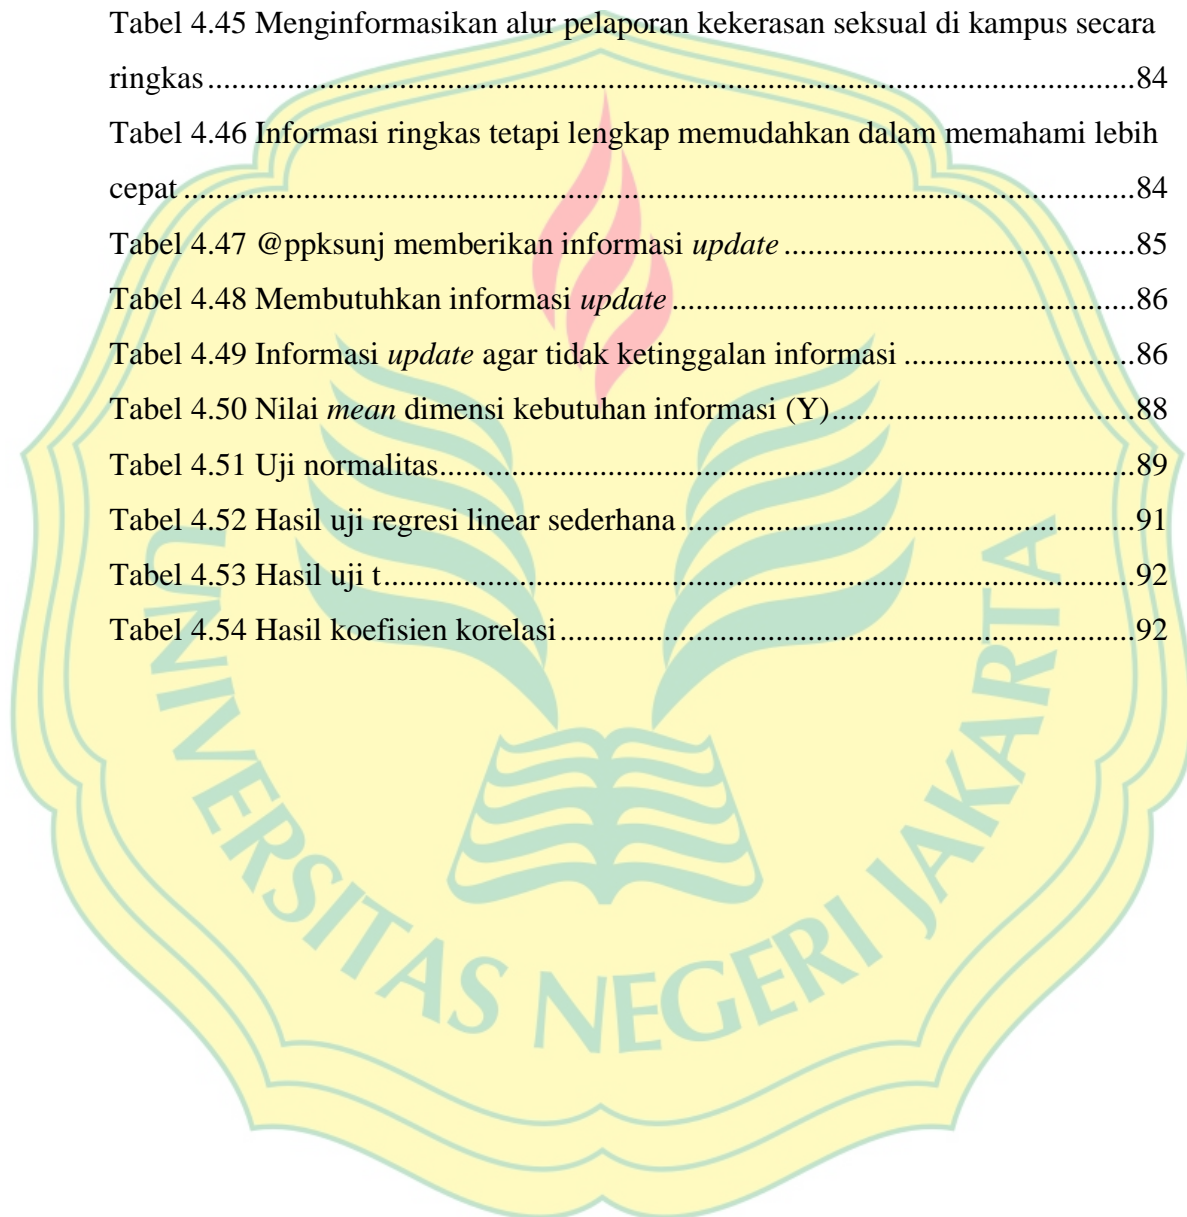 Tabel 4.45 Menginformasikan alur pelaporan kekerasan seksual di kampus secara
ringkas........................................................................................................................84
Tabel 4.46 Informasi ringkas tetapi lengkap memudahkan dalam memahami lebih
cepat...........................................................................................................................84
Tabel 4.47 @ppksunj memberikan informasi update.............................................85
Tabel 4.48 Membutuhkan informasi update............................................................86
Tabel 4.49 Informasi update agar tidak ketinggalan informasi..............................86
Tabel 4.50 Nilai mean dimensi kebutuhan informasi (Y).......................................88
Tabel 4.51 Uji normalitas..........................................................................................89
Tabel 4.52 Hasil uji regresi linear sederhana...........................................................91
Tabel 4.53 Hasil uji t.................................................................................................92
Tabel 4.54 Hasil koefisien korelasi..........................................................................92
UNIVERSITAS NEGERI JAKARTA